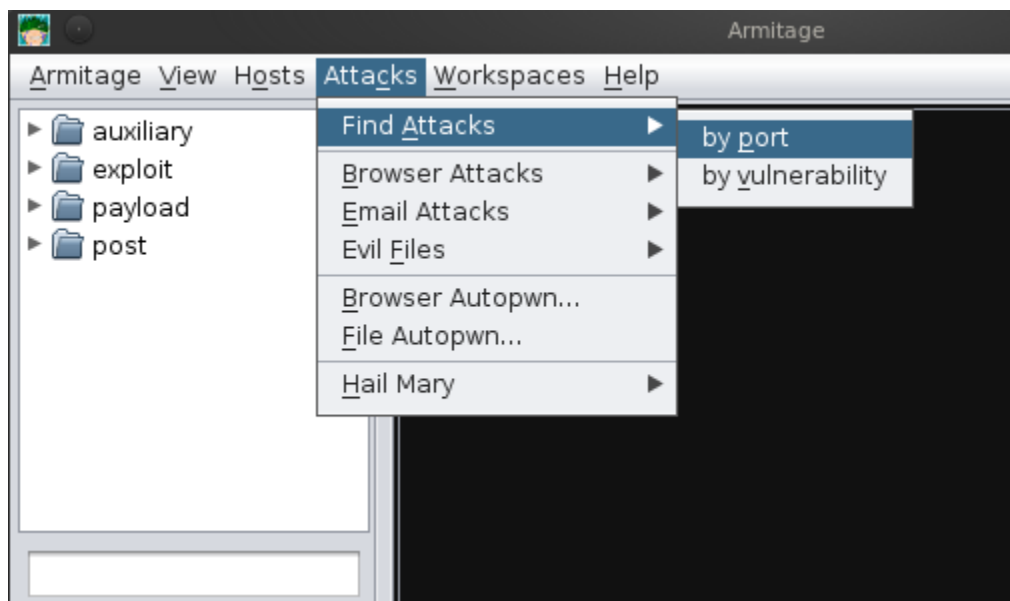 Armitage
Armitage View Hosts Attacks Workspaces Help
auxiliary
exploit
payload
post
Find Attacks
Browser Attacks
Email Attacks
Evil Files
Browser Autopwn...
File Autopwn...
Hail Mary
by port
by vulnerability